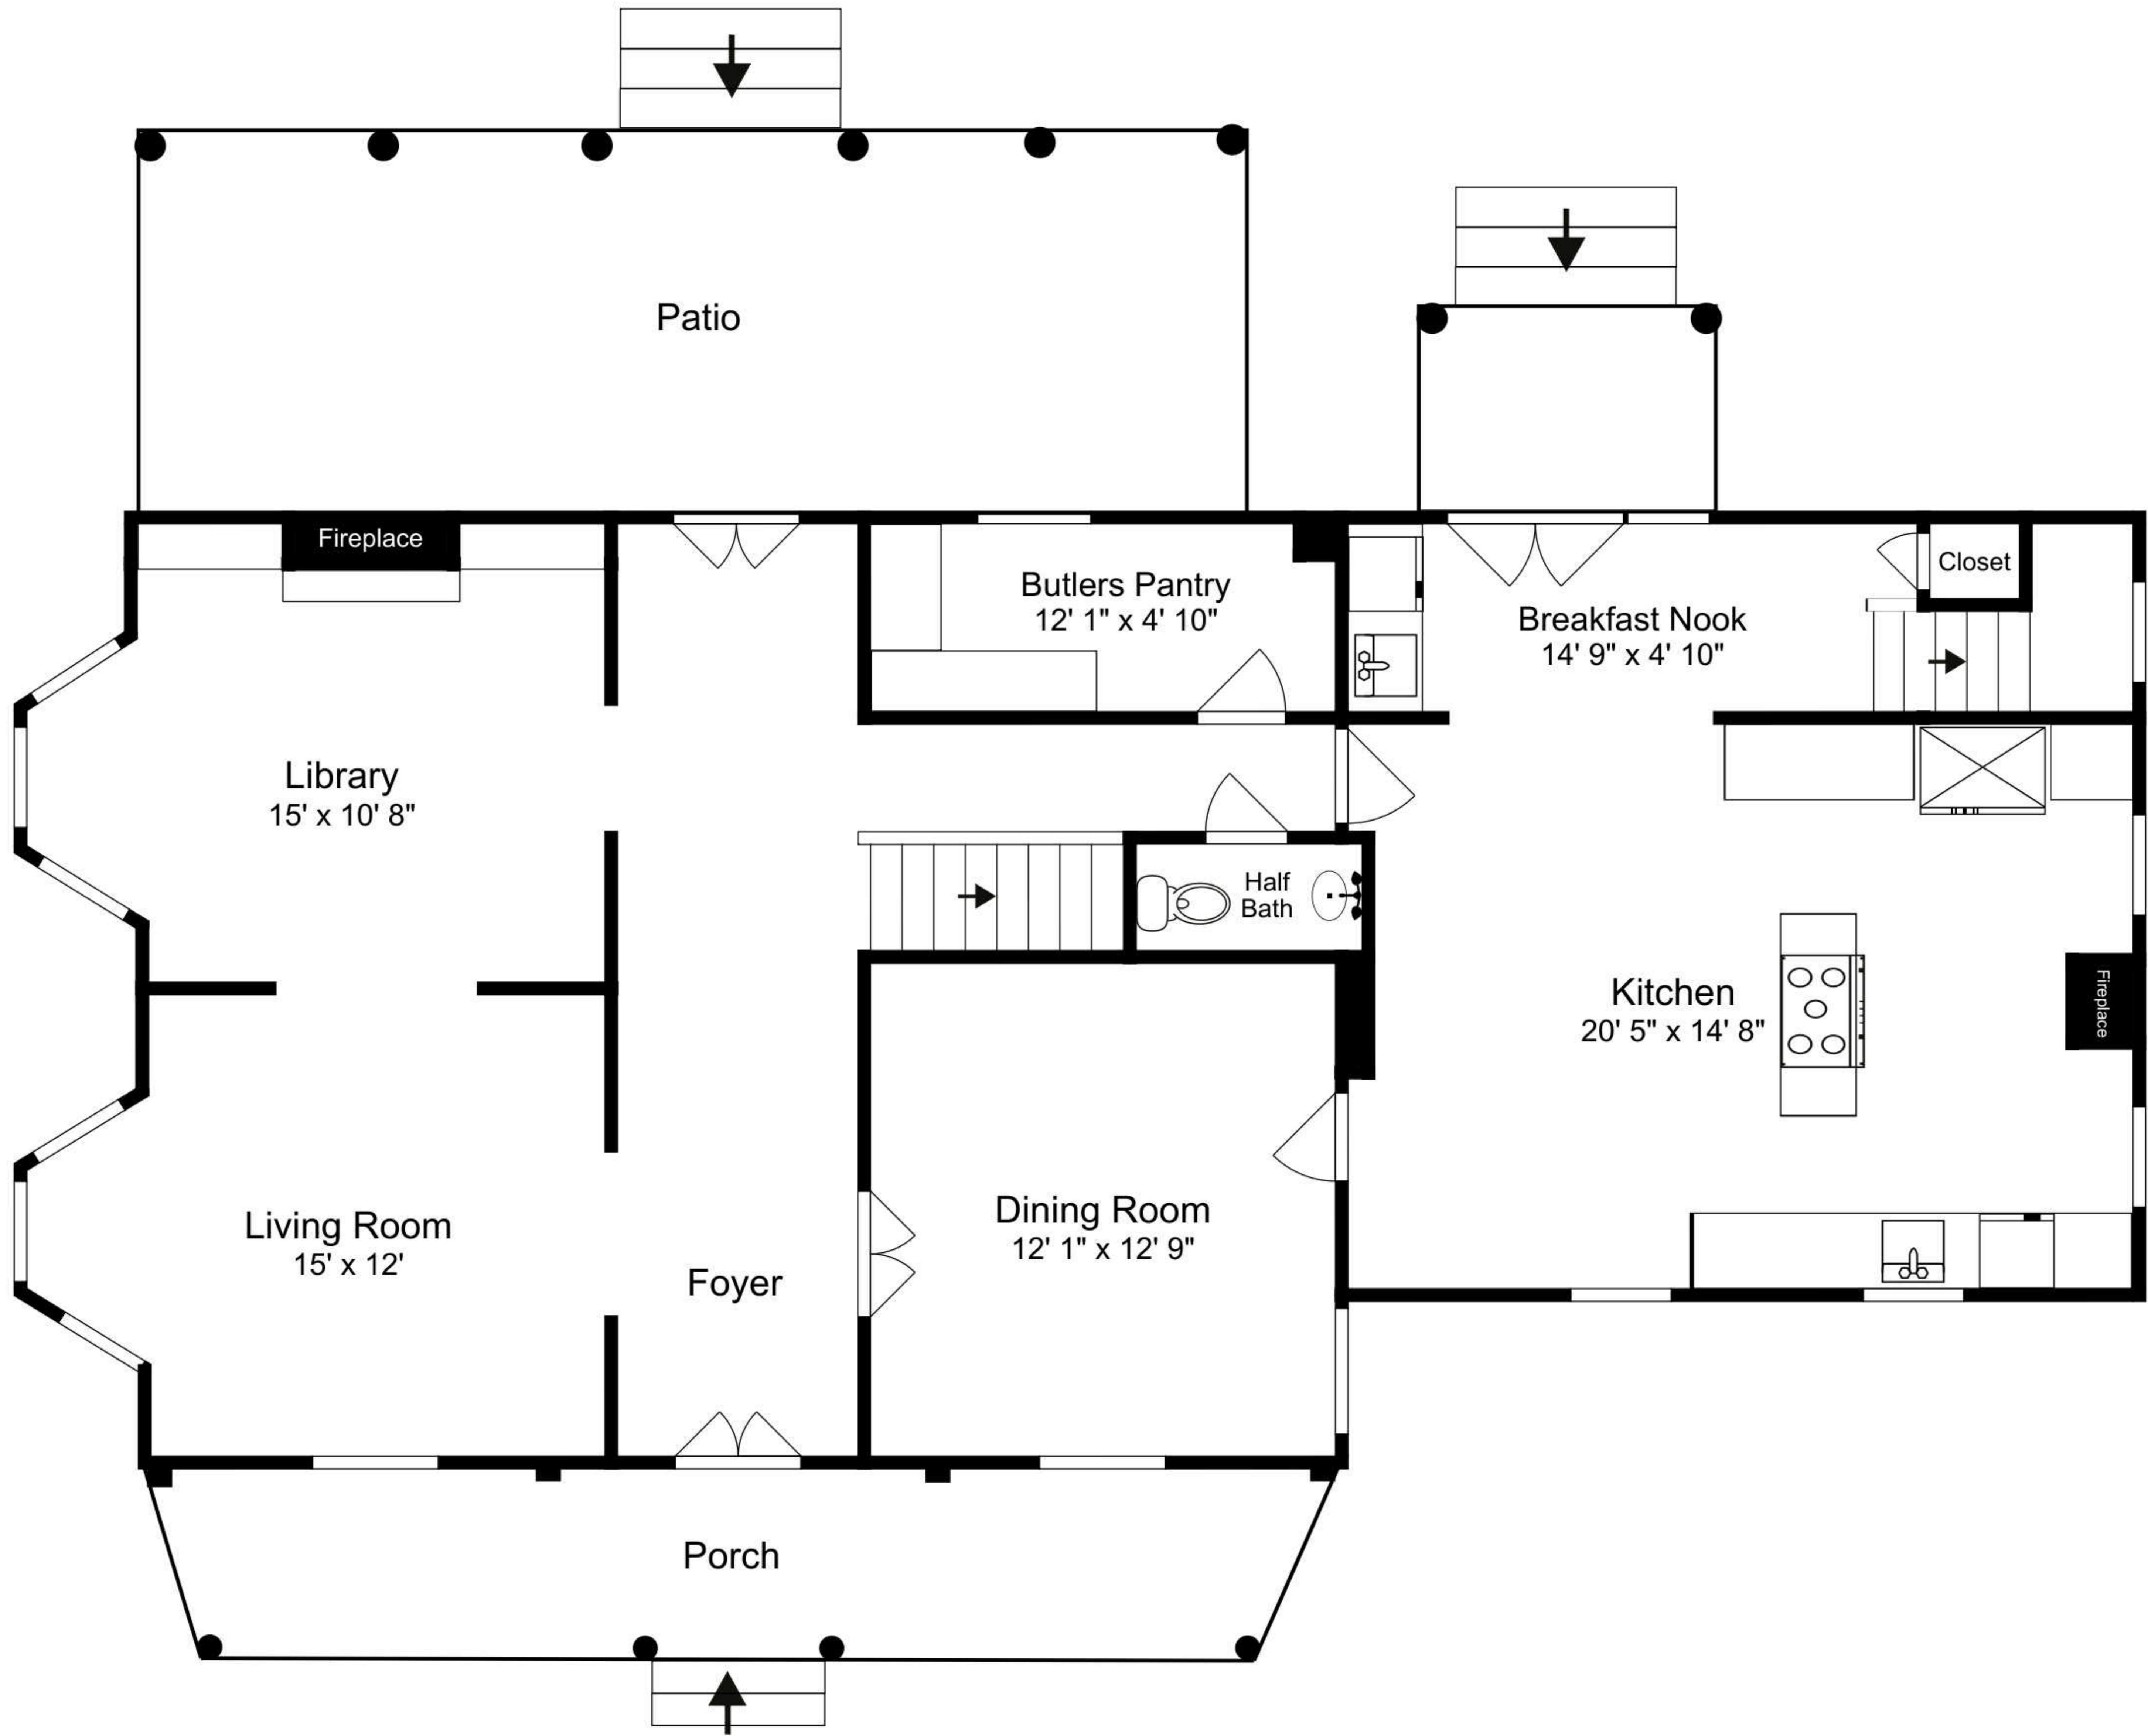 Patio
Fireplace
Butlers Pantry
12' 1" x 4' 10"
Closet
Breakfast Nook
14' 9" x 4' 10"
Library
15' x 10' 8"
Half
Bath
Kitchen
20' 5" x 14' 8"
Fireplace
Living Room
15' x 12'
Foyer
Dining Room
12' 1" x 12' 9"
Porch